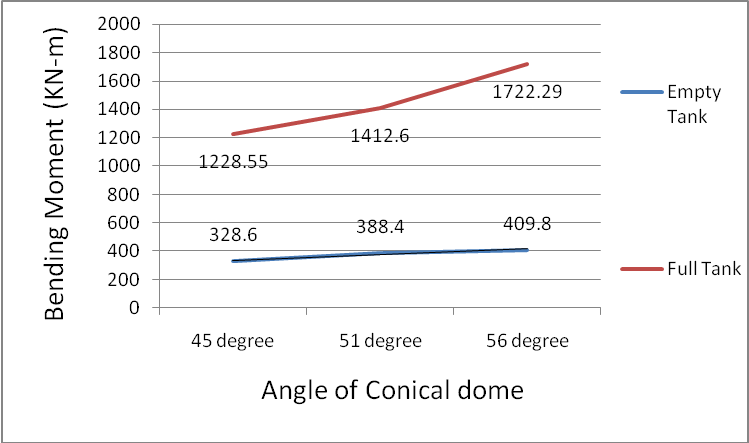 Bending Moment (KN-m)
2000
1800
1600
1400
1200
1000
800
600
400
200
0
1228.55
1412.6
1722.29
328.6
388.4
409.8
45 degree
51 degree
56 degree
Angle of Conical dome
Empty
Tank
Full Tank